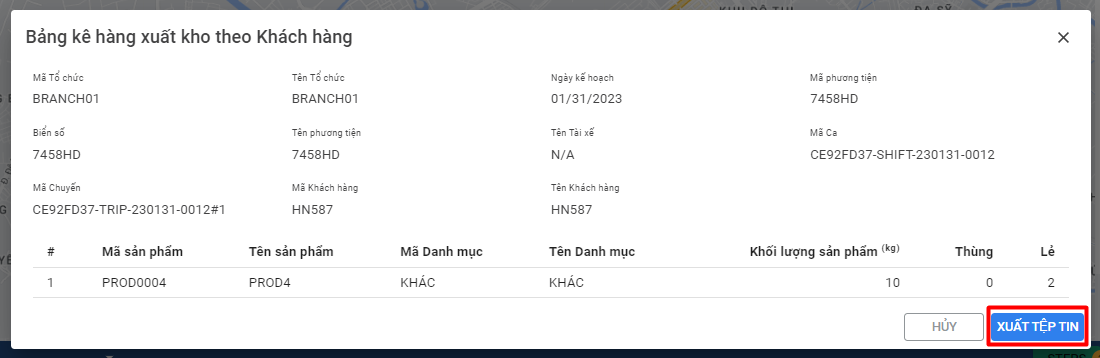 Bảng kê hàng xuất kho theo Khách hàng
Mã Tổ chức Tên Tổ chức Ngày kế hoạch Mã phương tiện
BRANCH01 BRANCH01 01/31/2023 7458HD
Biển số Tên phương tiện Tên Tài xế Mã Ca
7458HD 7458HD N/A CE92FD37-SHIFT-230131-0012
Mã Chuyến Mã Khách hàng Tên Khách hàng
CE92FD37-TRIP-230131-0012#1 HN587 HN587
# Mã sản phẩm Tên sản phẩm Mã Danh mục Tên Danh mục Khối lượng sản phẩm (kg) Thùng Lẻ
1 PROD0004 PROD4 KHÁC KHÁC 10 0 2
HỦY XUẤT TỆP TIN